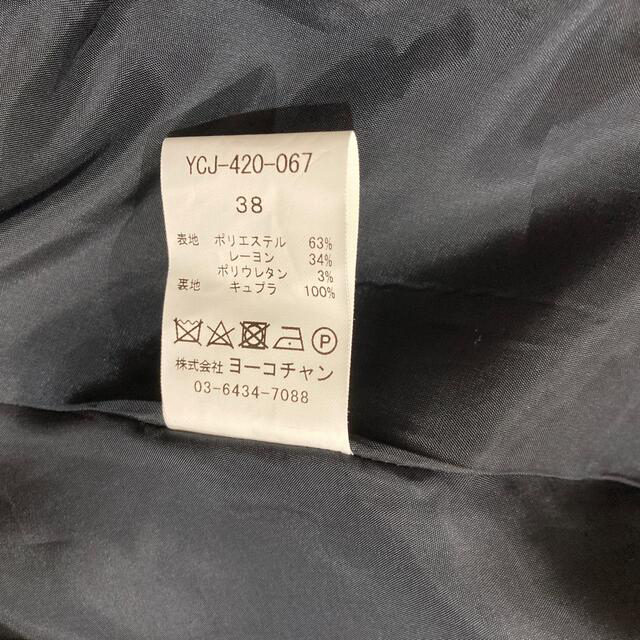 YCJ-420-067
38
表地 ポリエステル 63%
レーヨン 34%
ポリウレタン 3%
裏地 キュプラ 100%
P
株式会社 ヨーコチャン
03-6434-7088